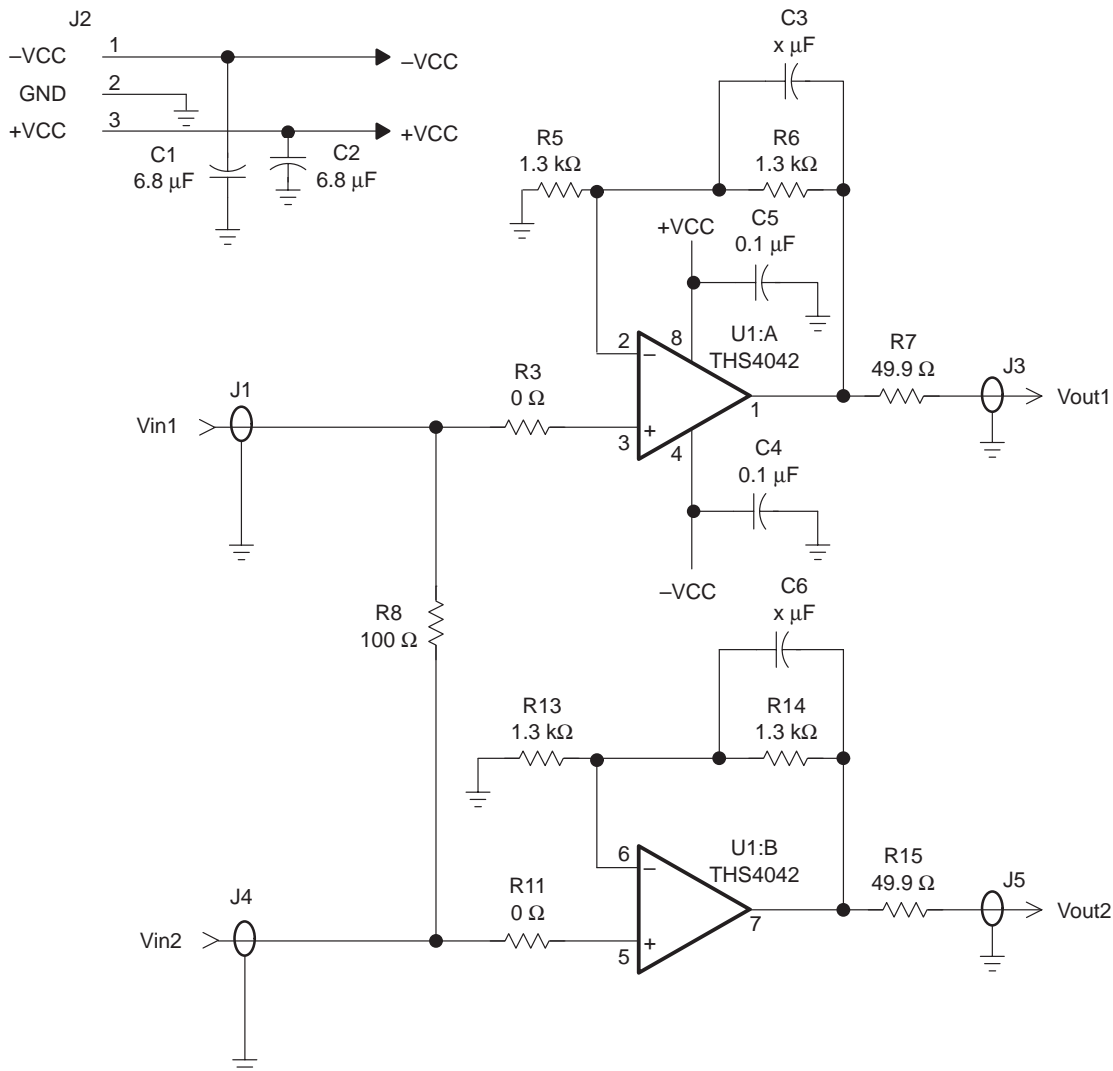 J2
–VCC
1
–VCC
GND
2
+VCC
3
+VCC
C1
6.8 μF
C2
6.8 μF
C3
x μF
R5
1.3 kΩ
R6
1.3 kΩ
+VCC
C5
0.1 μF
2
–
8
U1:A
THS4042
R7
49.9 Ω
J3
Vout1
1
J1
Vin1
R3
0 Ω
3
+
4
C4
0.1 μF
–VCC
R8
100 Ω
C6
x μF
R13
1.3 kΩ
R14
1.3 kΩ
6
–
U1:B
THS4042
R15
49.9 Ω
J5
Vout2
7
J4
Vin2
R11
0 Ω
5
+